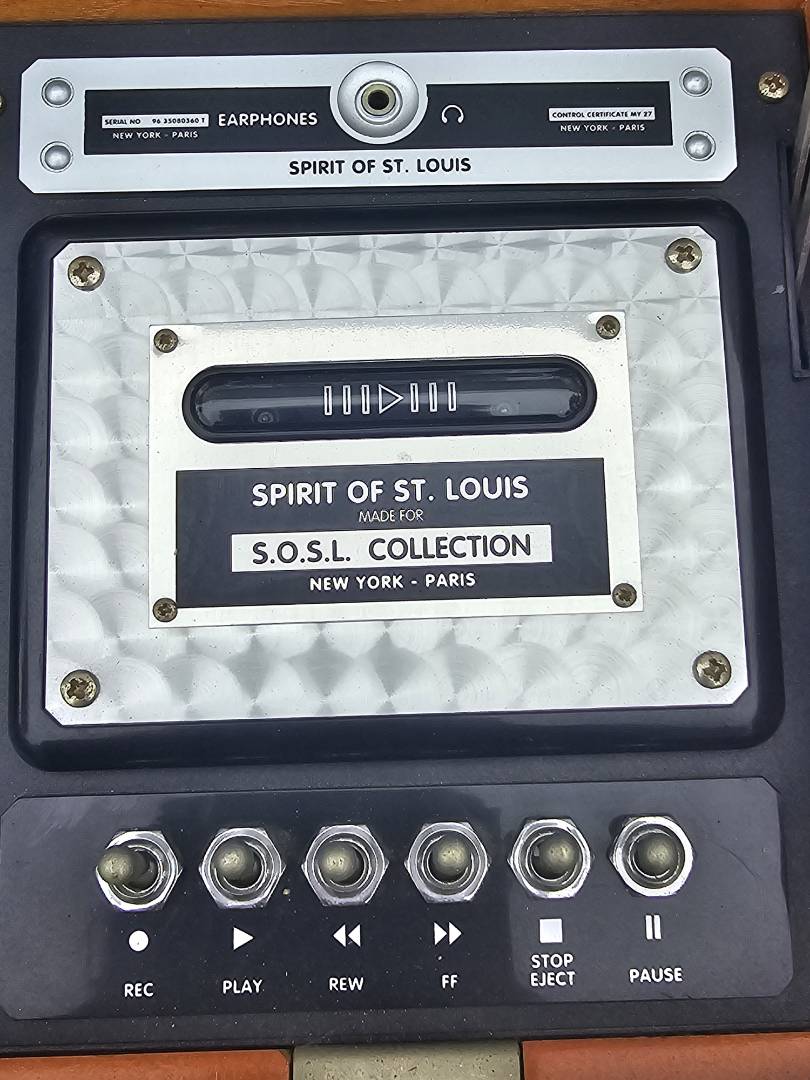 SERIAL NO 96 35080360 T
NEW YORK - PARIS
EARPHONES
CONTROL CERTIFICATE MY 27
NEW YORK - PARIS
SPIRIT OF ST. LOUIS
SPIRIT OF ST. LOUIS
MADE FOR
S.O.S.L. COLLECTION
NEW YORK - PARIS
REC
PLAY
REW
FF
STOP
EJECT
PAUSE